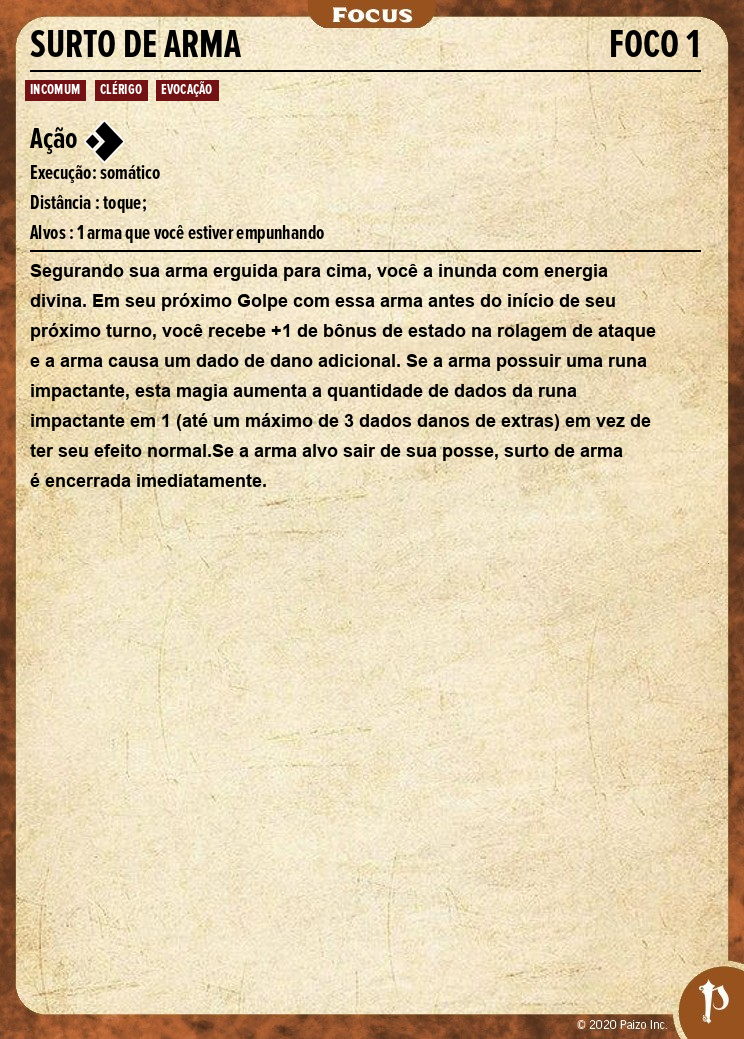 Focus
SURTO DE ARMA FOCO 1
INCOMUM CLÉRIGO EVOCAÇÃO
Ação
Execução: somático
Distância : toque;
Alvos : 1 arma que você estiver empunhando
Segurando sua arma erguida para cima, você a inunda com energia
divina. Em seu próximo Golpe com essa arma antes do início de seu
próximo turno, você recebe +1 de bônus de estado na rolagem de ataque
e a arma causa um dado de dano adicional. Se a arma possuir uma runa
impactante, esta magia aumenta a quantidade de dados da runa
impactante em 1 (até um máximo de 3 dados danos de extras) em vez de
ter seu efeito normal.Se a arma alvo sair de sua posse, surto de arma
é encerrada imediatamente.
© 2020 Paizo Inc.